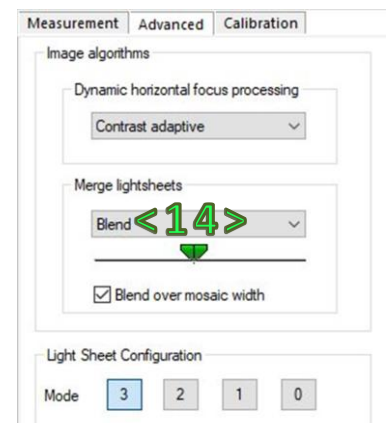 Measurement Advanced Calibration
Image algorithms
Dynamic horizontal focus processing
Contrast adaptive
Merge lightsheets
Blend <14>
Blend over mosaic width
Light Sheet Configuration
Mode 3 2 1 0